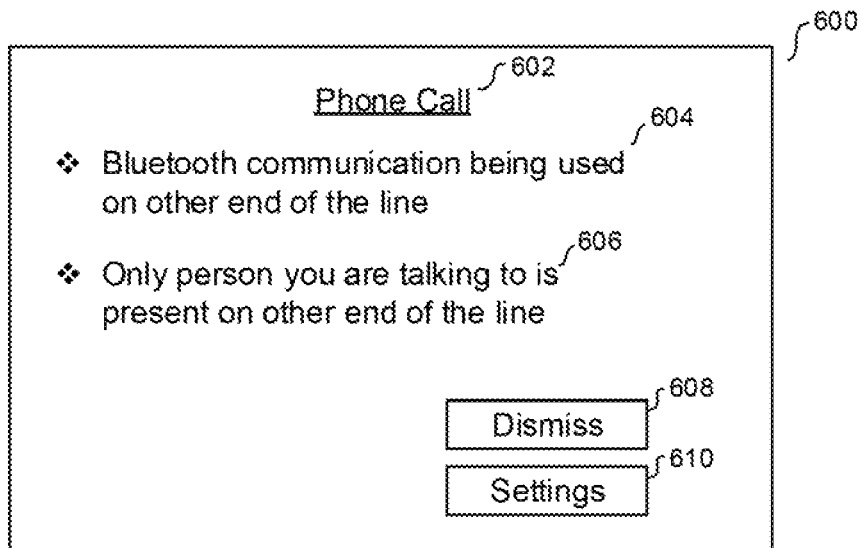 600
602
Phone Call
604
❖ Bluetooth communication being used
on other end of the line
606
❖ Only person you are talking to is
present on other end of the line
608
Dismiss
610
Settings